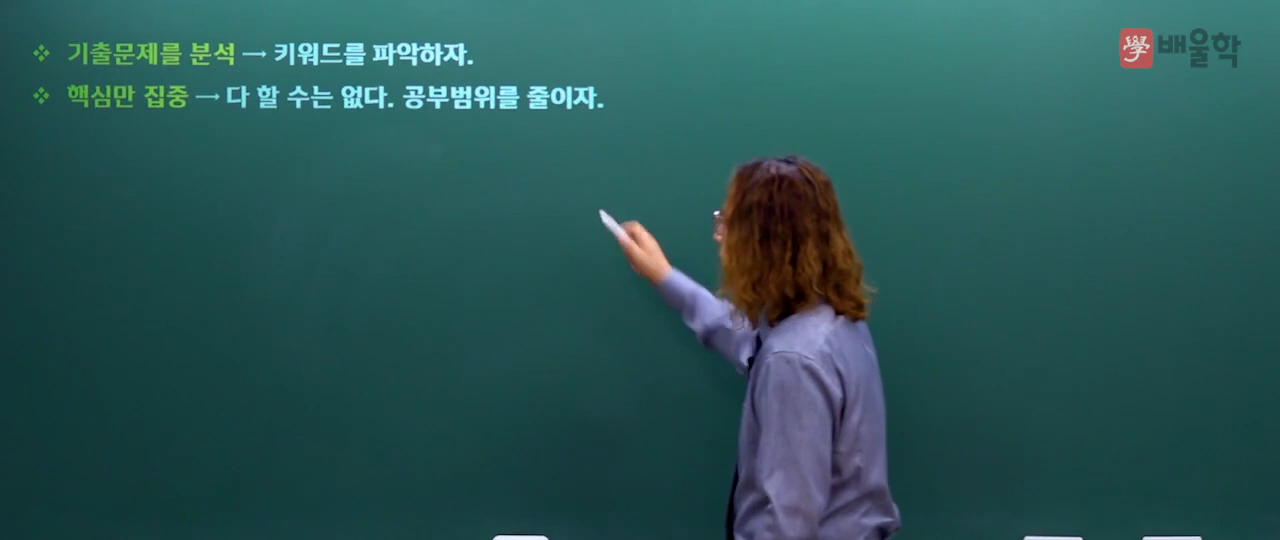 ❖ 기출문제를 분석 → 키워드를 파악하자.
❖ 핵심만 집중 → 다 할 수는 없다. 공부범위를 줄이자.
學 배울학